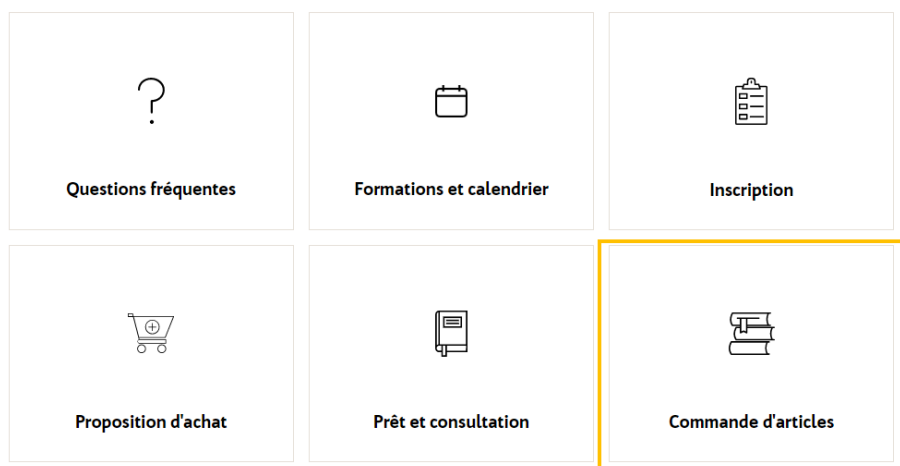 Questions fréquentes
Formations et calendrier
Inscription
Proposition d'achat
Prêt et consultation
Commande d'articles